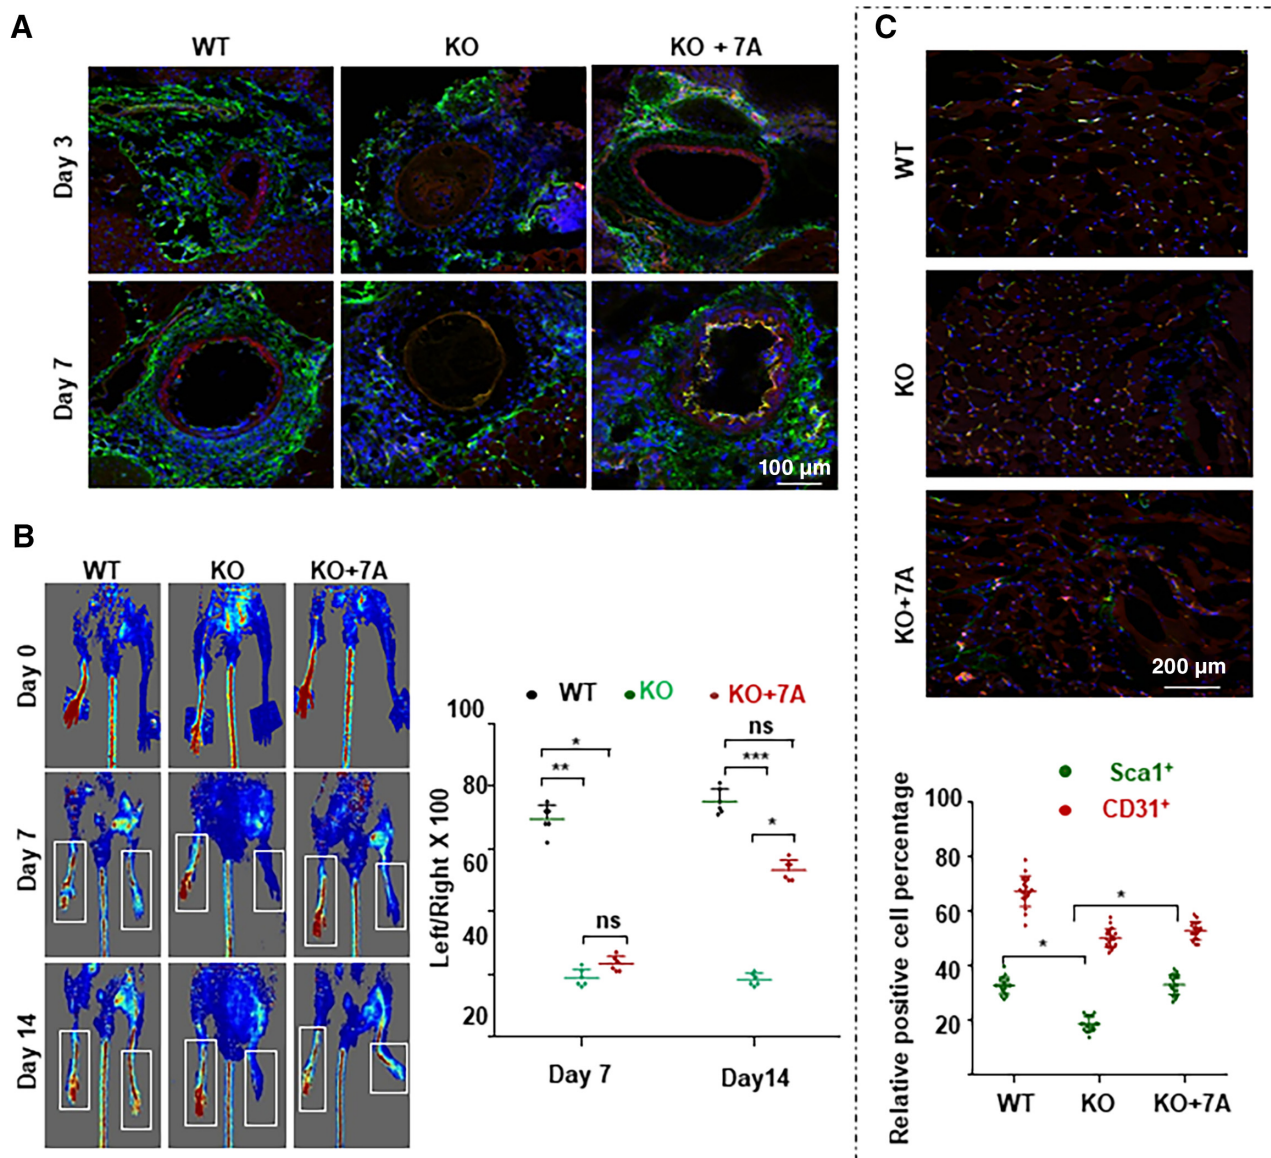 A
WT
KO
KO + 7A
Day 3
Day 7
100 µm
B
WT
KO
KO+7A
Day 0
Day 7
Day 14
WT
KO
KO+7A
Left/Right X 100
100
80
60
40
20
*
**
ns
ns
***
*
Day 7
Day14
C
WT
KO
KO+7A
200 µm
Sca1+
CD31+
Relative positive cell percentage
100
80
60
40
20
*
*
WT
KO
KO+7A